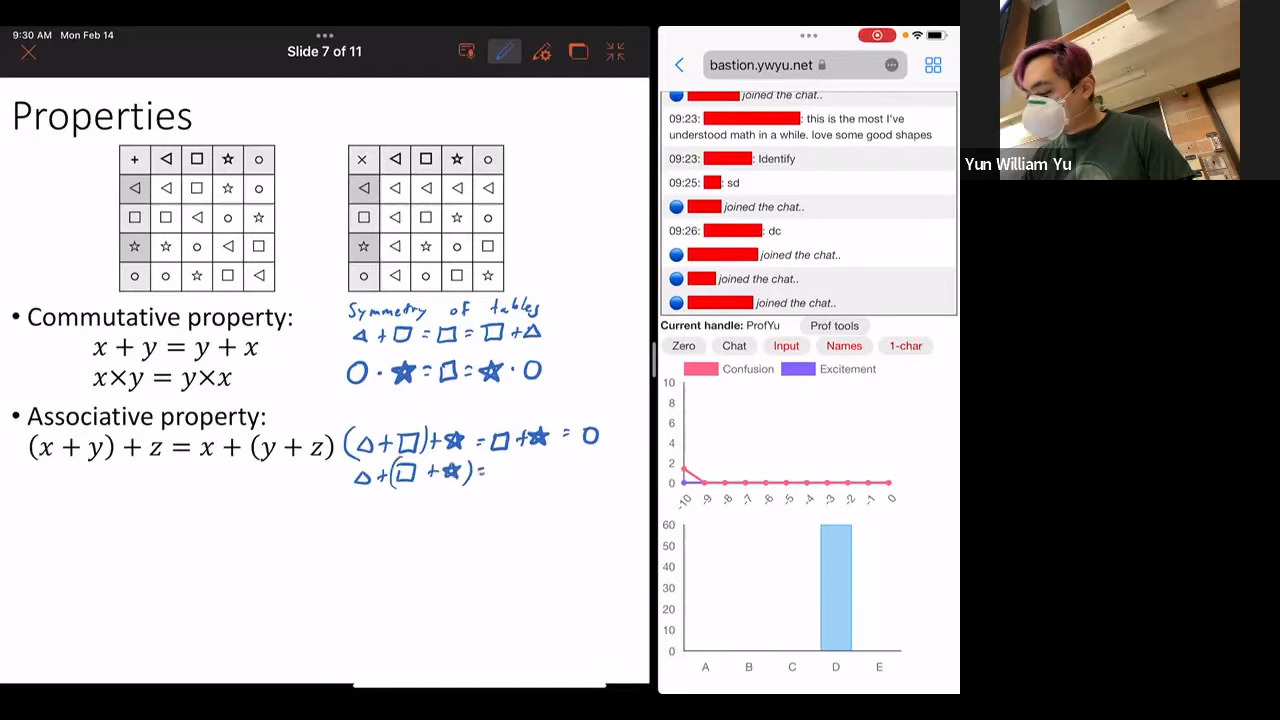 9:30 AM Mon Feb 14
Slide 7 of 11
Properties
+ ◁ □ ☆ ○
◁ ◁ □ ☆ ○
□ □ ◁ ○ ☆
☆ ☆ ○ ◁ □
○ ○ ☆ □ ◁
× ◁ □ ☆ ○
◁ ◁ ◁ ◁ ◁
□ ◁ □ ☆ ○
☆ ◁ ☆ ○ □
○ ◁ ○ □ ☆
• Commutative property:
x + y = y + x
x×y = y×x
Symmetry of tables
△ + □ = □ = □ + △
○ · ☆ = □ = ☆ · ○
• Associative property:
(x + y) + z = x + (y + z)
(△ + □) + ☆ = □ + ☆ = ○
△ + (□ + ☆) =
bastion.ywyu.net
joined the chat..
09:23: : this is the most I've
understood math in a while. love some good shapes
09:23: : Identify
09:25: : sd
joined the chat..
09:26: : dc
joined the chat..
joined the chat..
joined the chat..
Current handle: ProfYu Prof tools
Zero Chat Input Names 1-char
Confusion Excitement
10
8
6
4
2
0
-10 -9 -8 -7 -6 -5 -4 -3 -2 -1 0
60
50
40
30
20
10
0
A B C D E
Yun William Yu